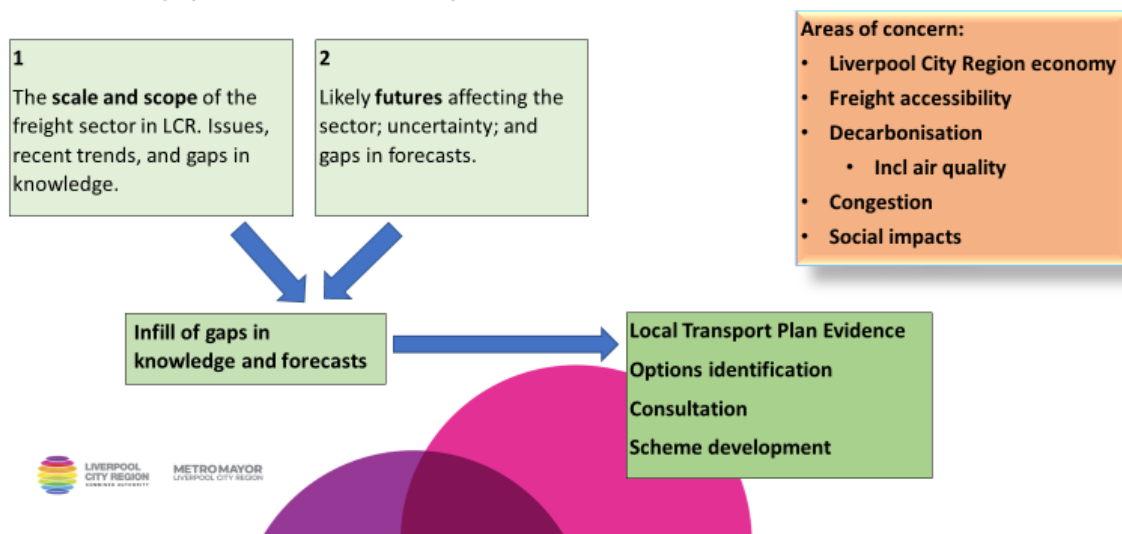 1
The scale and scope of the
freight sector in LCR. Issues,
recent trends, and gaps in
knowledge.
2
Likely futures affecting the
sector; uncertainty; and
gaps in forecasts.
Areas of concern:
• Liverpool City Region economy
• Freight accessibility
• Decarbonisation
• Incl air quality
• Congestion
• Social impacts
Infill of gaps in
knowledge and forecasts
Local Transport Plan Evidence
Options identification
Consultation
Scheme development
LIVERPOOL
CITY REGION
COMBINED AUTHORITY
METROMAYOR
LIVERPOOL CITY REGION